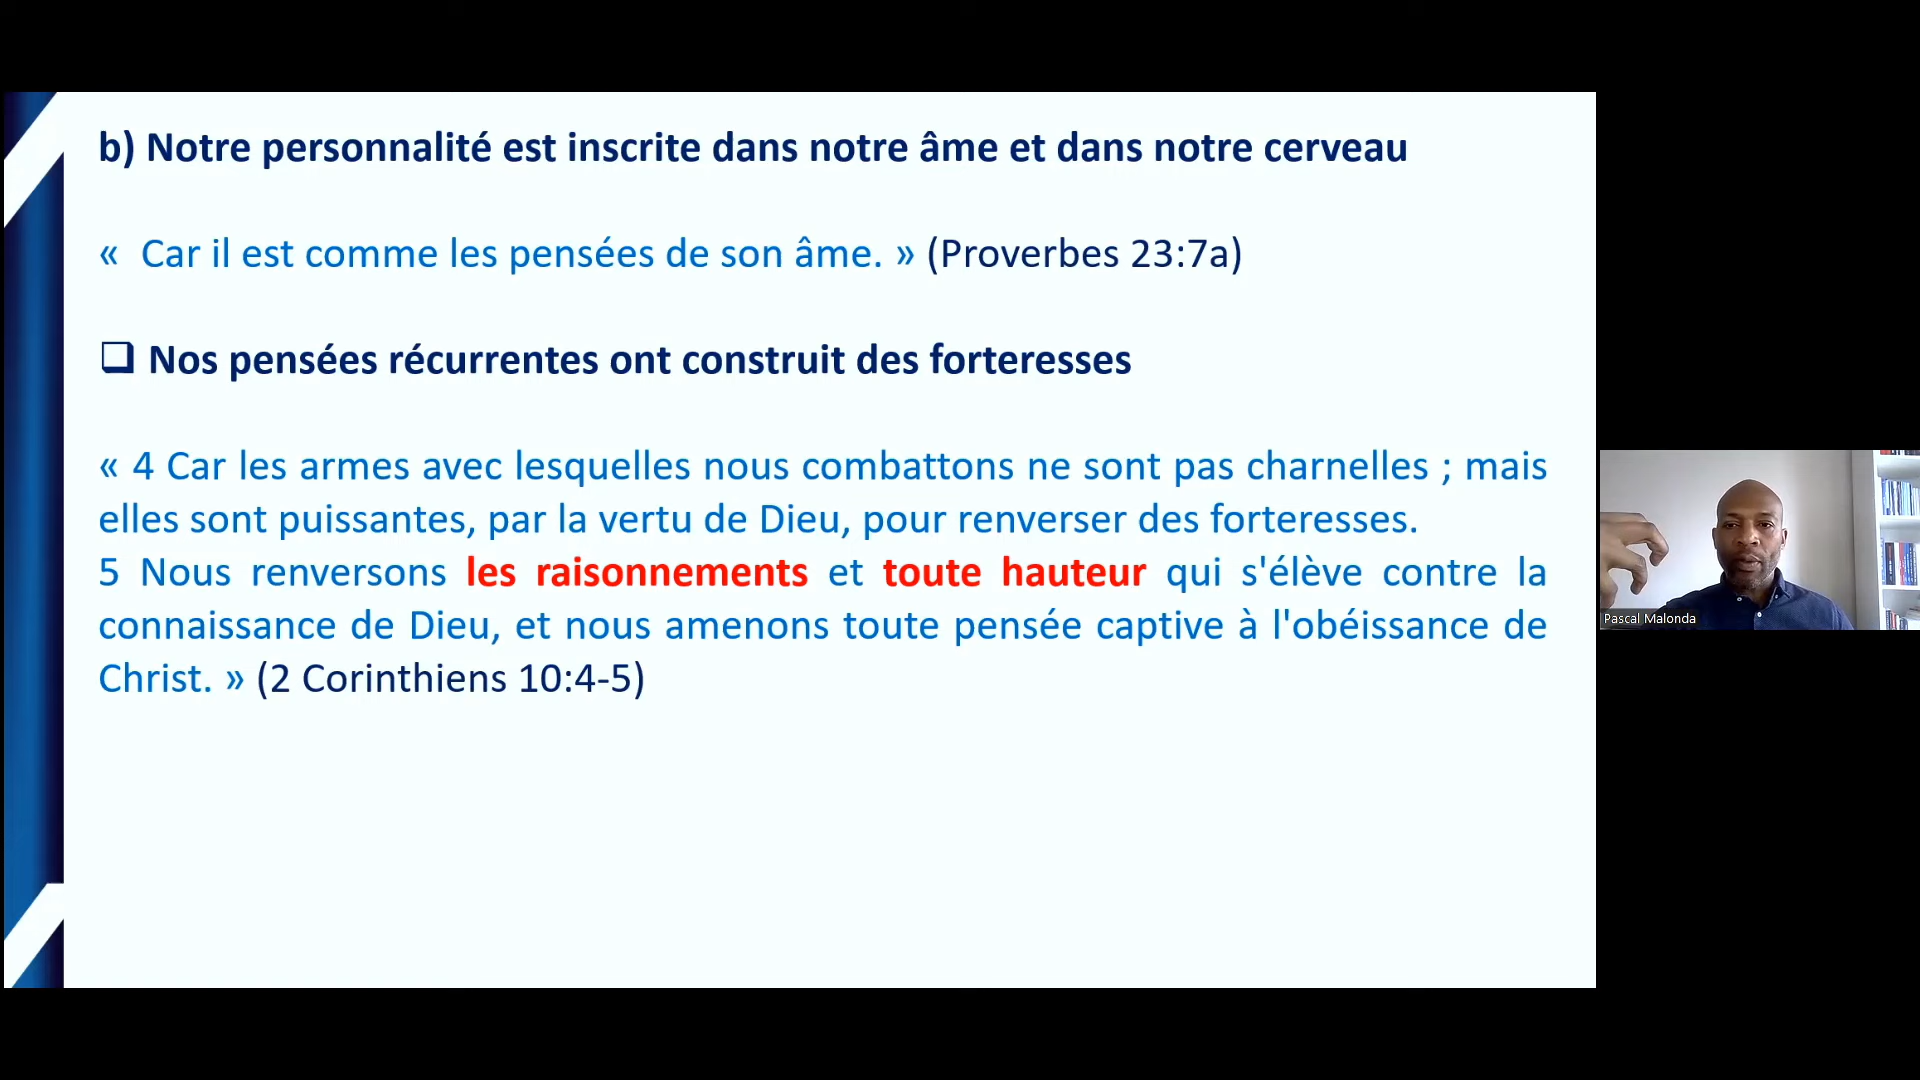 b) Notre personnalité est inscrite dans notre âme et dans notre cerveau
«  Car il est comme les pensées de son âme. » (Proverbes 23:7a)
❑ Nos pensées récurrentes ont construit des forteresses
« 4 Car les armes avec lesquelles nous combattons ne sont pas charnelles ; mais
elles sont puissantes, par la vertu de Dieu, pour renverser des forteresses.
5 Nous renversons les raisonnements et toute hauteur qui s'élève contre la
connaissance de Dieu, et nous amenons toute pensée captive à l'obéissance de
Christ. » (2 Corinthiens 10:4-5)
Pascal Malonda